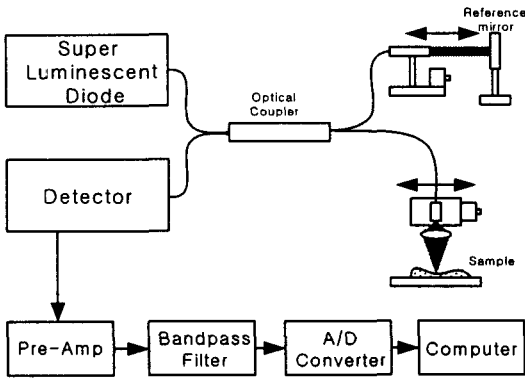 Super
Luminescent
Diode
Reference
mirror
Optical
Coupler
Detector
Sample
Pre-Amp
Bandpass
Filter
A/D
Converter
Computer